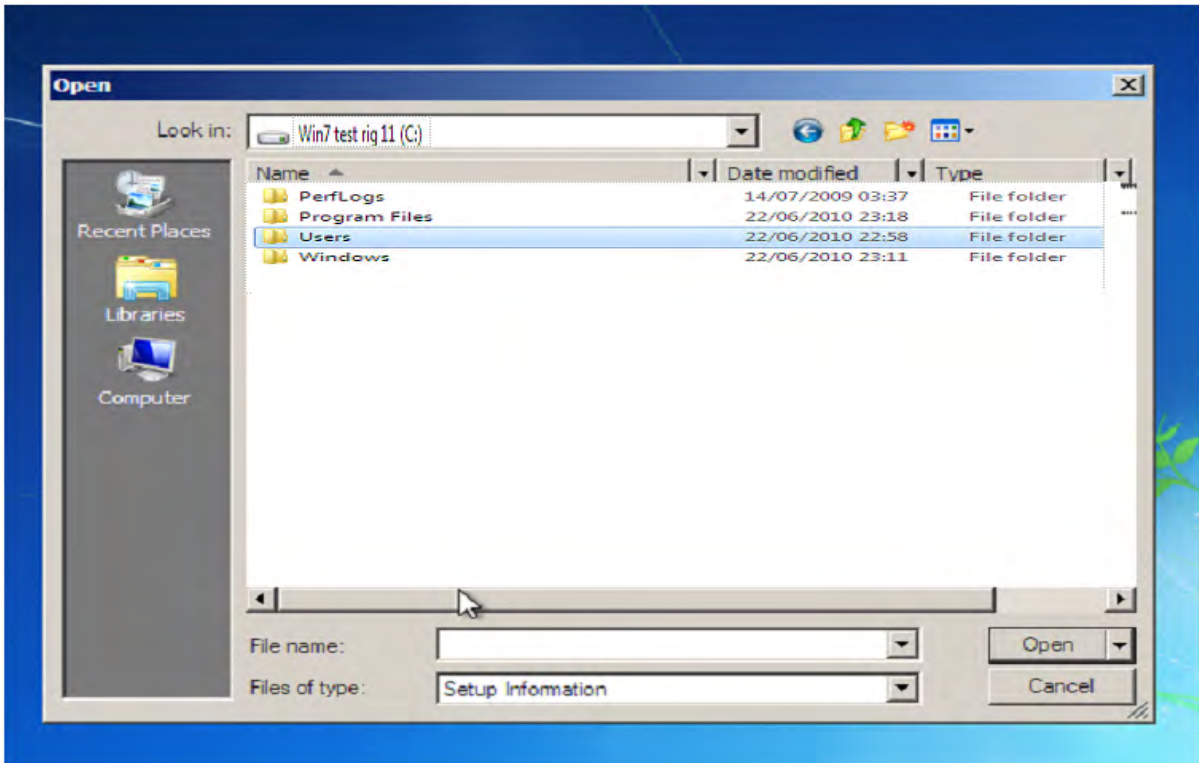 Open
Look in: Win7 test rig 11 (C:)
Name Date modified Type
PerfLogs 14/07/2009 03:37 File folder
Program Files 22/06/2010 23:18 File folder
Users 22/06/2010 22:58 File folder
Windows 22/06/2010 23:11 File folder
Recent Places
Libraries
Computer
File name: Open
Files of type: Setup Information Cancel